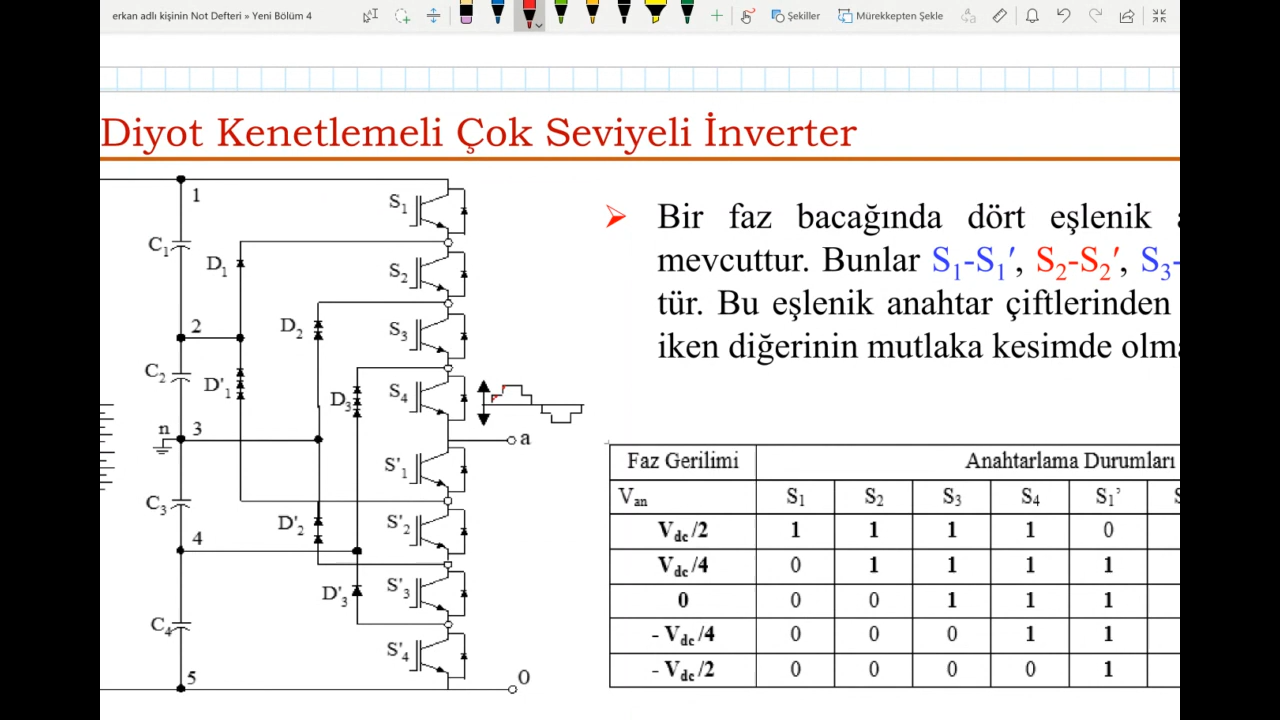 erkan adlı kişinin Not Defteri » Yeni Bölüm 4
Şekiller
Mürekkepten Şekle
Diyot Kenetlemeli Çok Seviyeli İnverter
Bir faz bacağında dört eşlenik
mevcuttur. Bunlar S1-S1′, S2-S2′, S3-
tür. Bu eşlenik anahtar çiftlerinden
iken diğerinin mutlaka kesimde
1
S1
C1
D1
S2
2
D2
S3
C2
D'1
D3
S4
n 3
a
S'1
C3
D'2
S'2
4
D'3
S'3
C4
S'4
5
0
Faz Gerilimi Anahtarlama Durumları
Van S1 S2 S3 S4 S1’
Vdc/2 1 1 1 1 0
Vdc/4 0 1 1 1 1
0 0 0 1 1 1
- Vdc/4 0 0 0 1 1
- Vdc/2 0 0 0 0 1